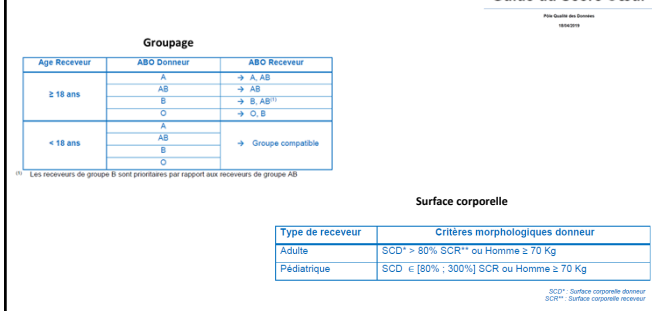 Pôle Qualité des Données
18/04/2019
Groupage
Age Receveur ABO Donneur ABO Receveur
≥ 18 ans
A → A, AB
AB → AB
B → B, AB(1)
O → O, B
< 18 ans
A
AB
B
O
→ Groupe compatible
(1) Les receveurs de groupe B sont prioritaires par rapport aux receveurs de groupe AB
Surface corporelle
Type de receveur Critères morphologiques donneur
Adulte SCD* > 80% SCR** ou Homme ≥ 70 Kg
Pédiatrique SCD ∈ [80% ; 300%] SCR ou Homme ≥ 70 Kg
SCD* : Surface corporelle donneur
SCR** : Surface corporelle receveur